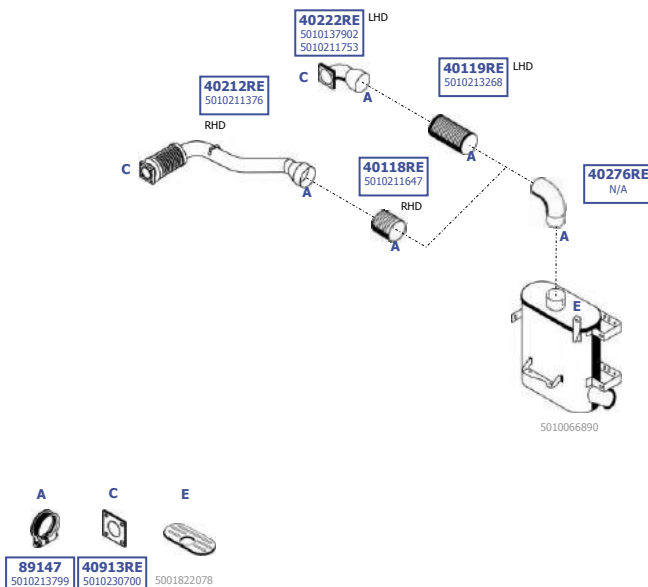 40222RE
5010137902
5010211753
LHD
C
A
40119RE
5010213268
LHD
A
40212RE
5010211376
RHD
C
A
40118RE
5010211647
RHD
A
40276RE
N/A
A
E
5010066890
A
C
E
89147
5010213799
40913RE
5010230700
5001822078